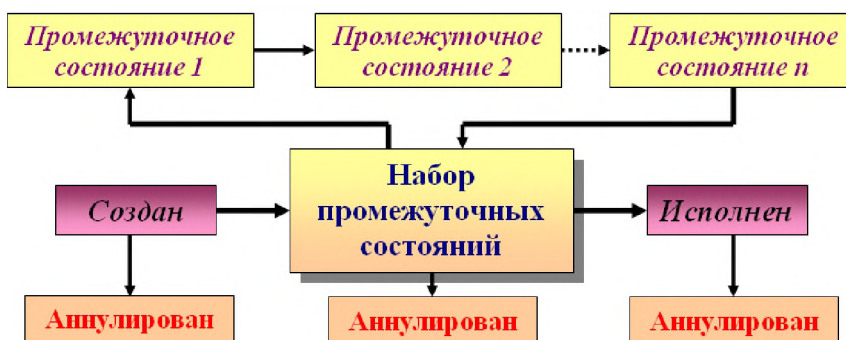 Промежуточное
состояние 1
Промежуточное
состояние 2
Промежуточное
состояние n
Набор
промежуточных
состояний
Создан
Исполнен
Аннулирован
Аннулирован
Аннулирован